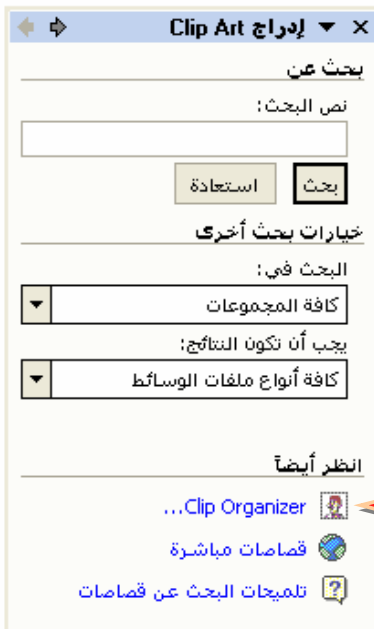 إدراج Clip Art
بحث عن
نص البحث:
بحث
استعادة
خيارات بحث أخرى
البحث في:
كافة المجموعات
يجب أن تكون النتائج:
كافة أنواع ملفات الوسائط
انظر أيضاً
Clip Organizer...
قصاصات مباشرة
تلميحات البحث عن قصاصات